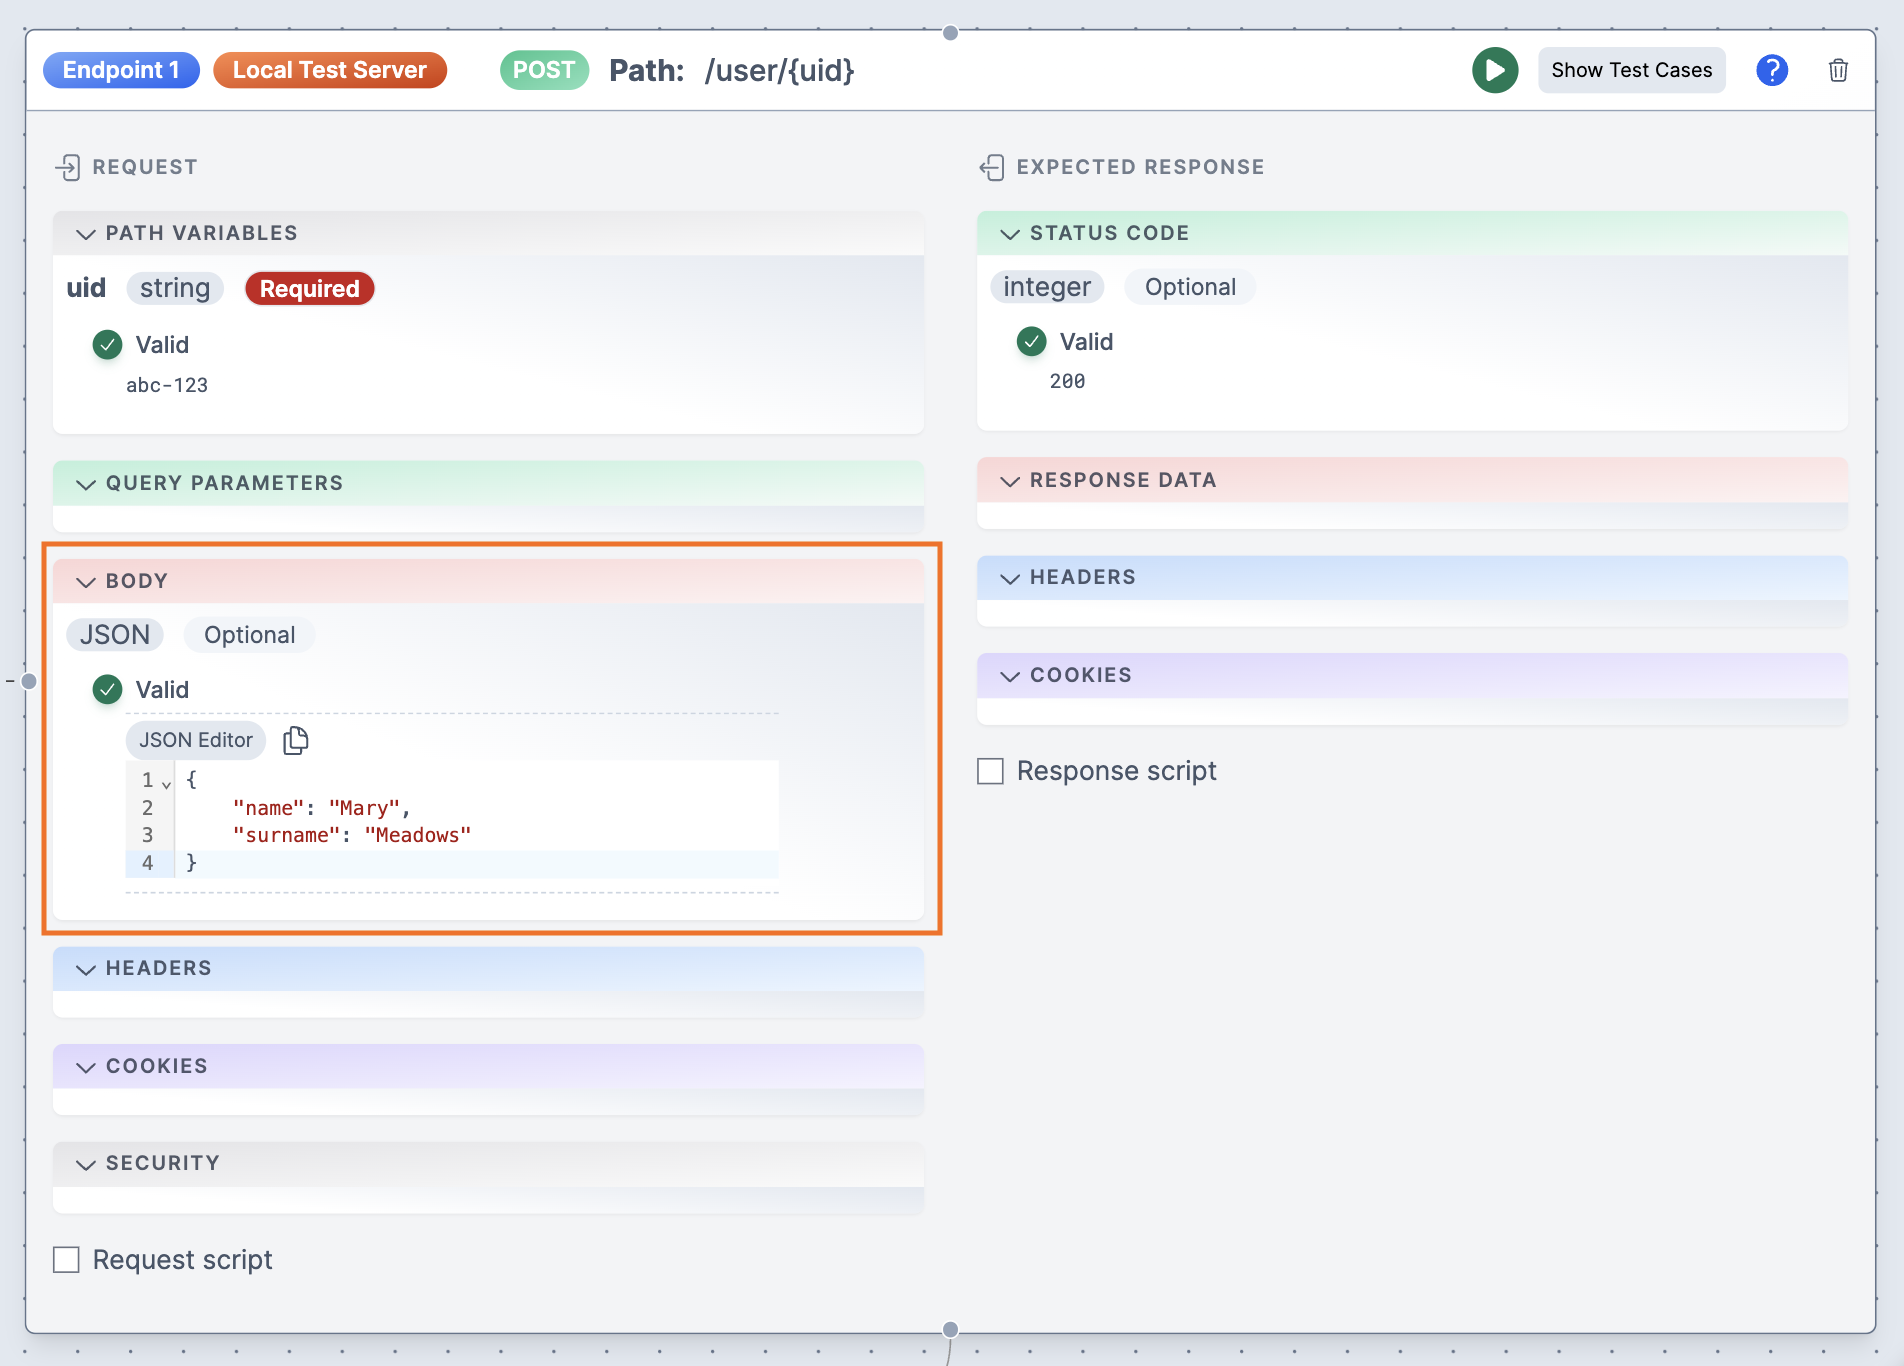 Endpoint 1 Local Test Server POST Path: /user/{uid} Show Test Cases ?
REQUEST
PATH VARIABLES
uid string Required
Valid
abc-123
QUERY PARAMETERS
BODY
JSON Optional
Valid
JSON Editor
1 {
2 "name": "Mary",
3 "surname": "Meadows"
4 }
HEADERS
COOKIES
SECURITY
Request script
EXPECTED RESPONSE
STATUS CODE
integer Optional
Valid
200
RESPONSE DATA
HEADERS
COOKIES
Response script